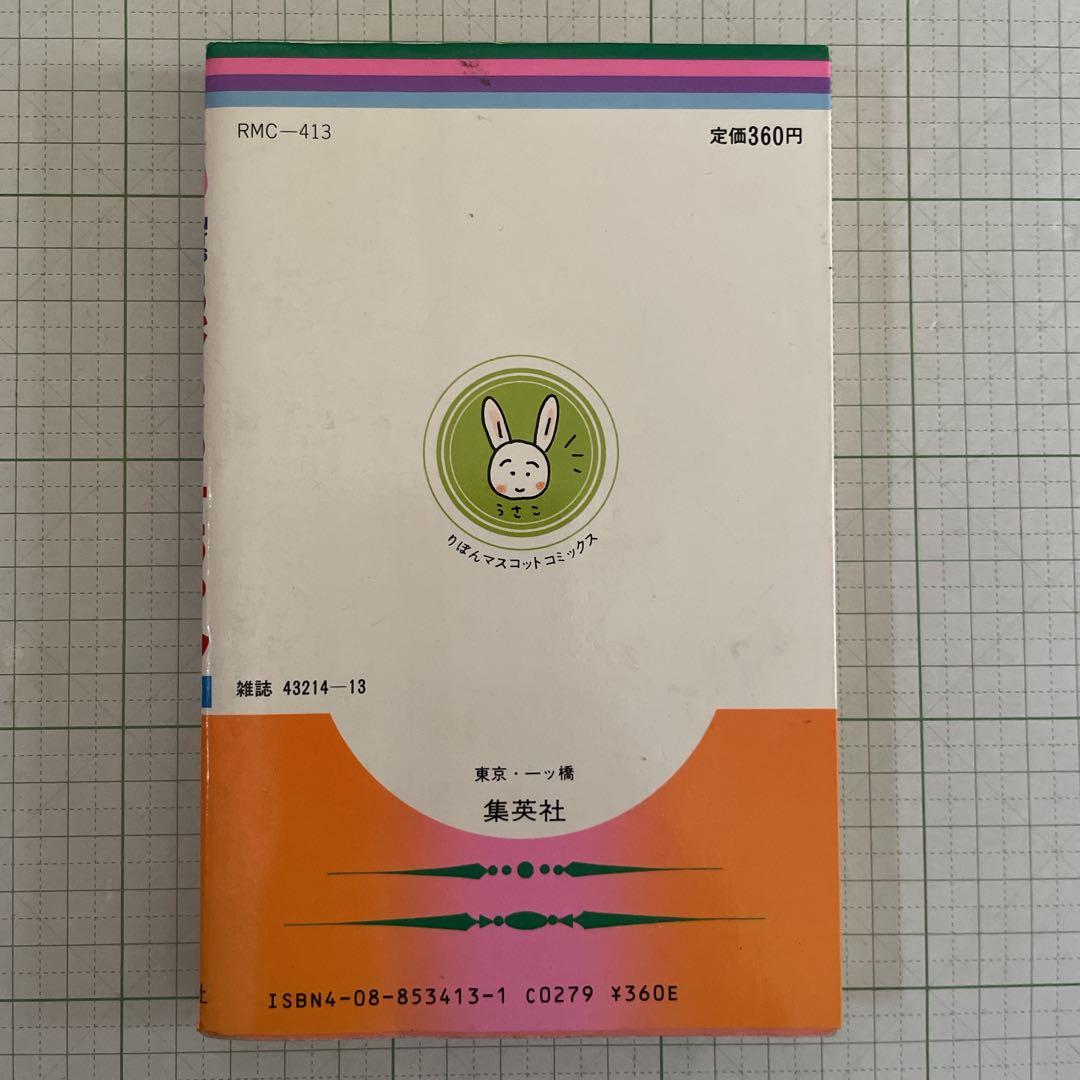 RMC－413
定価360円
うさこ
りぼんマスコットコミックス
雑誌 43214－13
東京・一ッ橋
集英社
ISBN4-08-853413-1 C0279 ¥360E